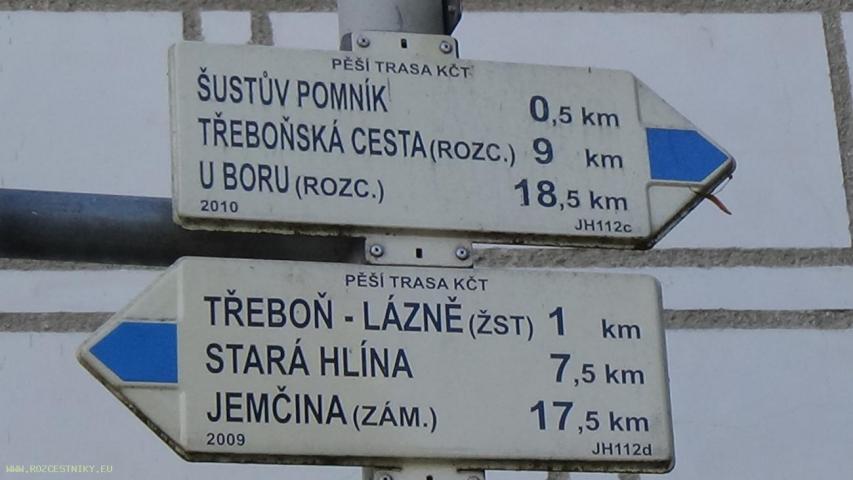 PĚŠÍ TRASA KČT
ŠUSTŮV POMNÍK 0,5 km
TŘEBOŇSKÁ CESTA (ROZC.) 9 km
U BORU (ROZC.) 18,5 km
2010 JH112c
PĚŠÍ TRASA KČT
TŘEBOŇ - LÁZNĚ (ŽST) 1 km
STARÁ HLÍNA 7,5 km
JEMČINA (ZÁM.) 17,5 km
2009 JH112d
WWW.ROZCESTNIKY.EU